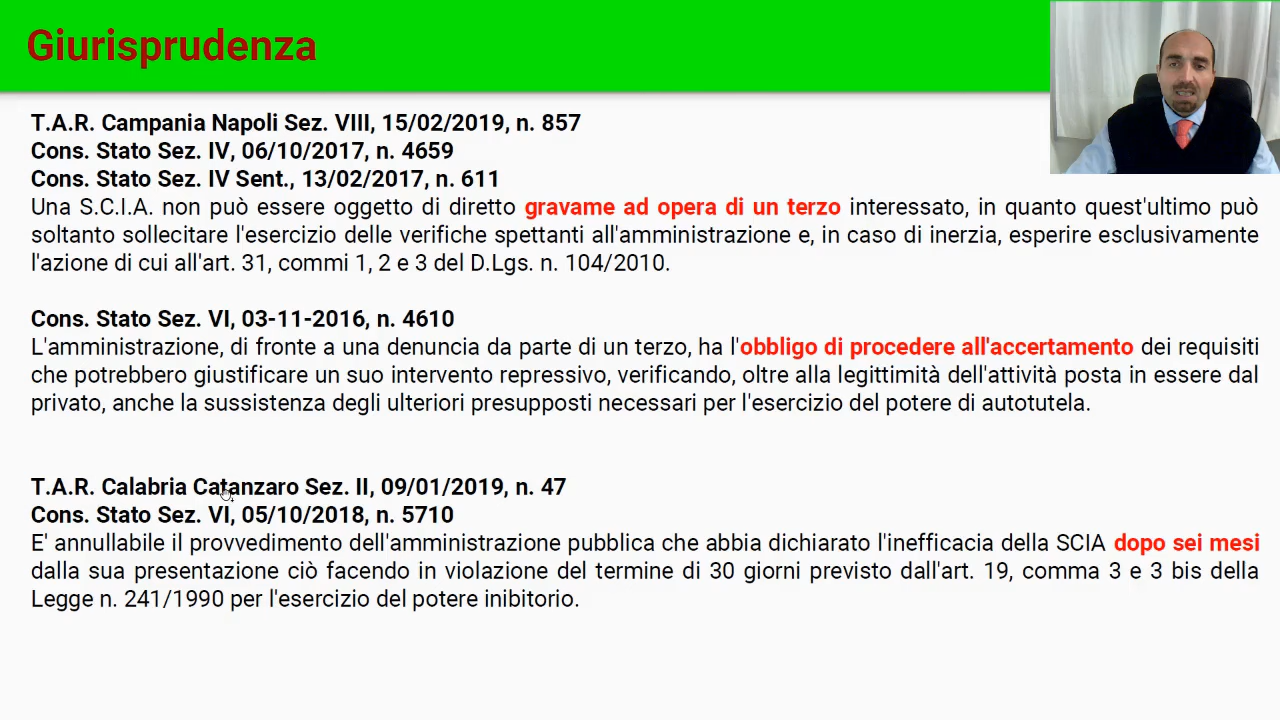 Giurisprudenza
T.A.R. Campania Napoli Sez. VIII, 15/02/2019, n. 857
Cons. Stato Sez. IV, 06/10/2017, n. 4659
Cons. Stato Sez. IV Sent., 13/02/2017, n. 611
Una S.C.I.A. non può essere oggetto di diretto gravame ad opera di un terzo interessato, in quanto quest'ultimo può
soltanto sollecitare l'esercizio delle verifiche spettanti all'amministrazione e, in caso di inerzia, esperire esclusivamente
l'azione di cui all'art. 31, commi 1, 2 e 3 del D.Lgs. n. 104/2010.
Cons. Stato Sez. VI, 03-11-2016, n. 4610
L'amministrazione, di fronte a una denuncia da parte di un terzo, ha l'obbligo di procedere all'accertamento dei requisiti
che potrebbero giustificare un suo intervento repressivo, verificando, oltre alla legittimità dell'attività posta in essere dal
privato, anche la sussistenza degli ulteriori presupposti necessari per l'esercizio del potere di autotutela.
T.A.R. Calabria Catanzaro Sez. II, 09/01/2019, n. 47
Cons. Stato Sez. VI, 05/10/2018, n. 5710
E' annullabile il provvedimento dell'amministrazione pubblica che abbia dichiarato l'inefficacia della SCIA dopo sei mesi
dalla sua presentazione ciò facendo in violazione del termine di 30 giorni previsto dall'art. 19, comma 3 e 3 bis della
Legge n. 241/1990 per l'esercizio del potere inibitorio.